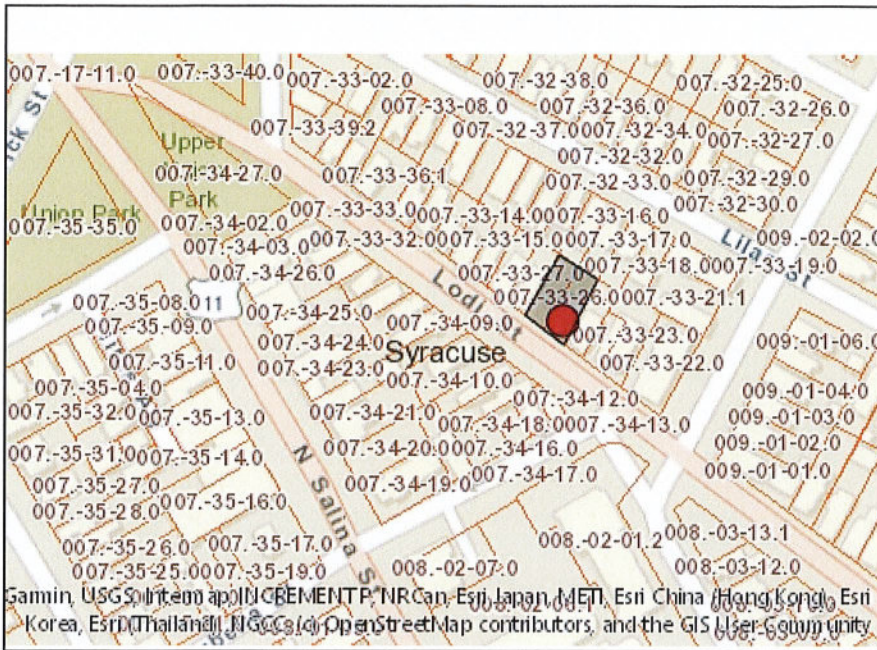 007.-17-11.0 007.-33-40.0 007.-33-02.0 007.-32-38.0 007.-32-25.0
007.-33-08.0 007.-32-36.0 007.-32-26.0
007.-33-39.2 007.-32-37.0 007.-32-34.0 007.-32-27.0
Upper
007.-32-32.0
007.-34-27.0 007.-33-36.1 007.-32-33.0 007.-32-29.0
Park
007.-32-30.0
Union Park
007.-35-35.0 007.-34-02.0 007.-33-33.0 007.-33-14.0 007.-33-16.0
007.-34-03.0 007.-33-32.0 007.-33-15.0 007.-33-17.0 009.-02-02.0
007.-34-26.0 007.-33-27.0 007.-33-18.0 007.-33-19.0
Lodi St
007.-35-08.0 11 007.-34-25.0 007.-33-26.0 007.-33-21.1
007.-35-09.0 007.-34-09.0 007.-33-23.0
007.-34-24.0 009.-01-06.0
Syracuse
007.-35-11.0 007.-34-23.0 007.-33-22.0
007.-35-04.0 007.-34-10.0 009.-01-04.0
007.-35-32.0 007.-35-13.0 007.-34-21.0 007.-34-12.0 009.-01-03.0
007.-34-18.0 007.-34-13.0
007.-35-31.0 007.-35-14.0 007.-34-20.0 007.-34-16.0 009.-01-02.0
N Salina St
007.-35-27.0 007.-34-19.0 007.-34-17.0 009.-01-01.0
007.-35-28.0 007.-35-16.0
007.-35-26.0 007.-35-17.0 008.-02-01.2 008.-03-13.1
007.-35-25.0 007.-35-19.0 008.-02-07.0 008.-03-12.0
Garmin, USGS, Intermap, INCREMENT P, NRCan, Esri Japan, METI, Esri China (Hong Kong), Esri
Korea, Esri (Thailand), NGCC, (c) OpenStreetMap contributors, and the GIS User Community